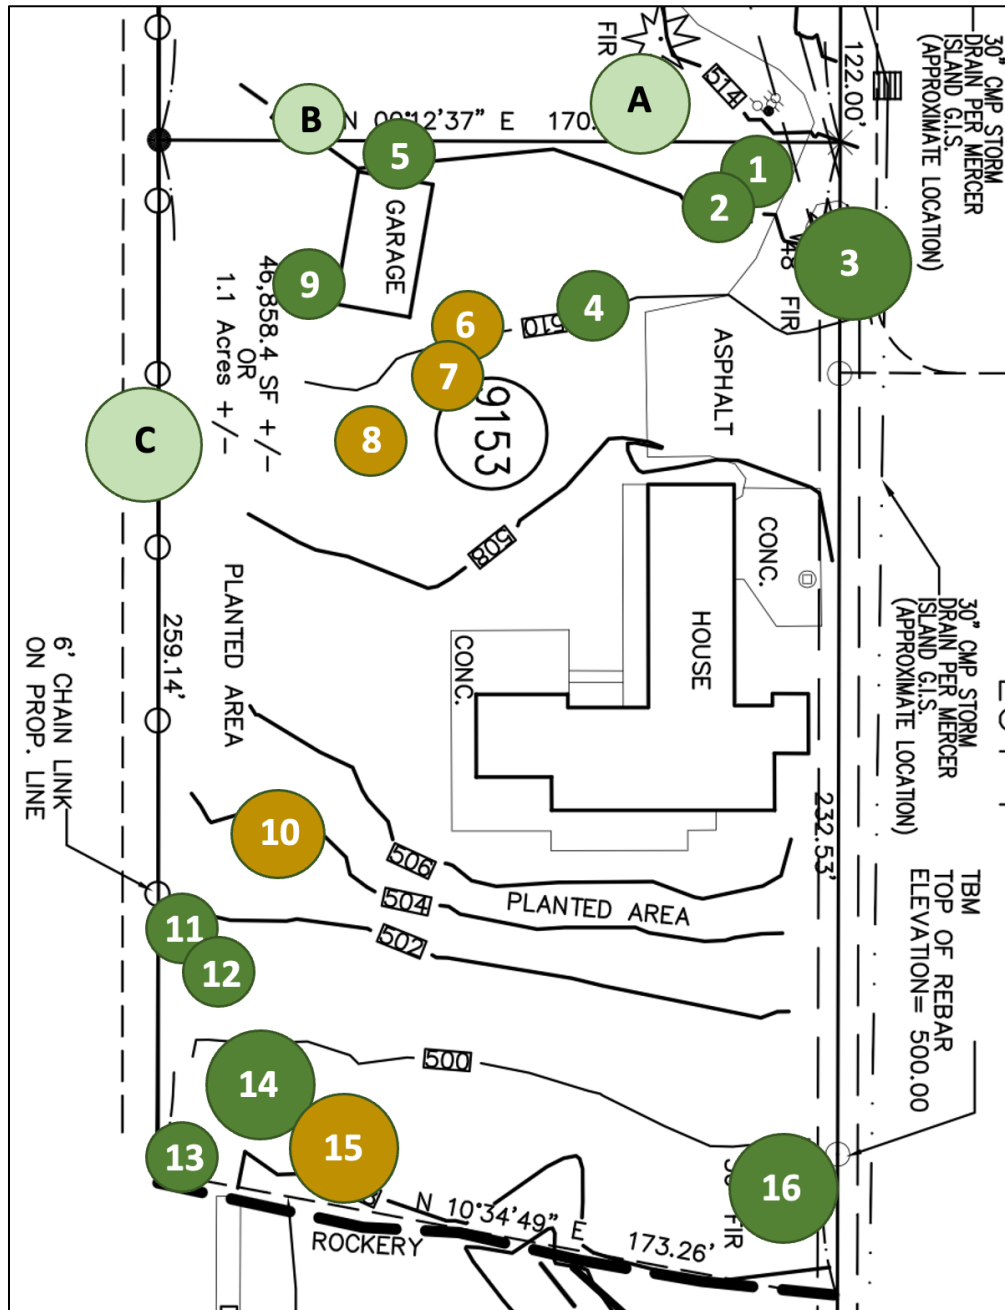 30" CMP STORM
DRAIN PER MERCER
ISLAND G.I.S.
(APPROXIMATE LOCATION)
122.00'
FIR
514
A
B
N 00°12'37" E 170.
5
1
2
GARAGE
3
FIR
9
4
510
6
7
8
9153
46,858.4 SF +/-
OR
1.1 Acres +/-
ASPHALT
C
508
CONC.
HOUSE
CONC.
PLANTED AREA
259.14'
6' CHAIN LINK
ON PROP. LINE
30" CMP STORM
DRAIN PER MERCER
ISLAND G.I.S.
(APPROXIMATE LOCATION)
232.53'
10
506
504
PLANTED AREA
502
11
12
TBM
TOP OF REBAR
ELEVATION= 500.00
500
14
13
15
16
FIR
N 10°34'49" E 173.26'
ROCKERY